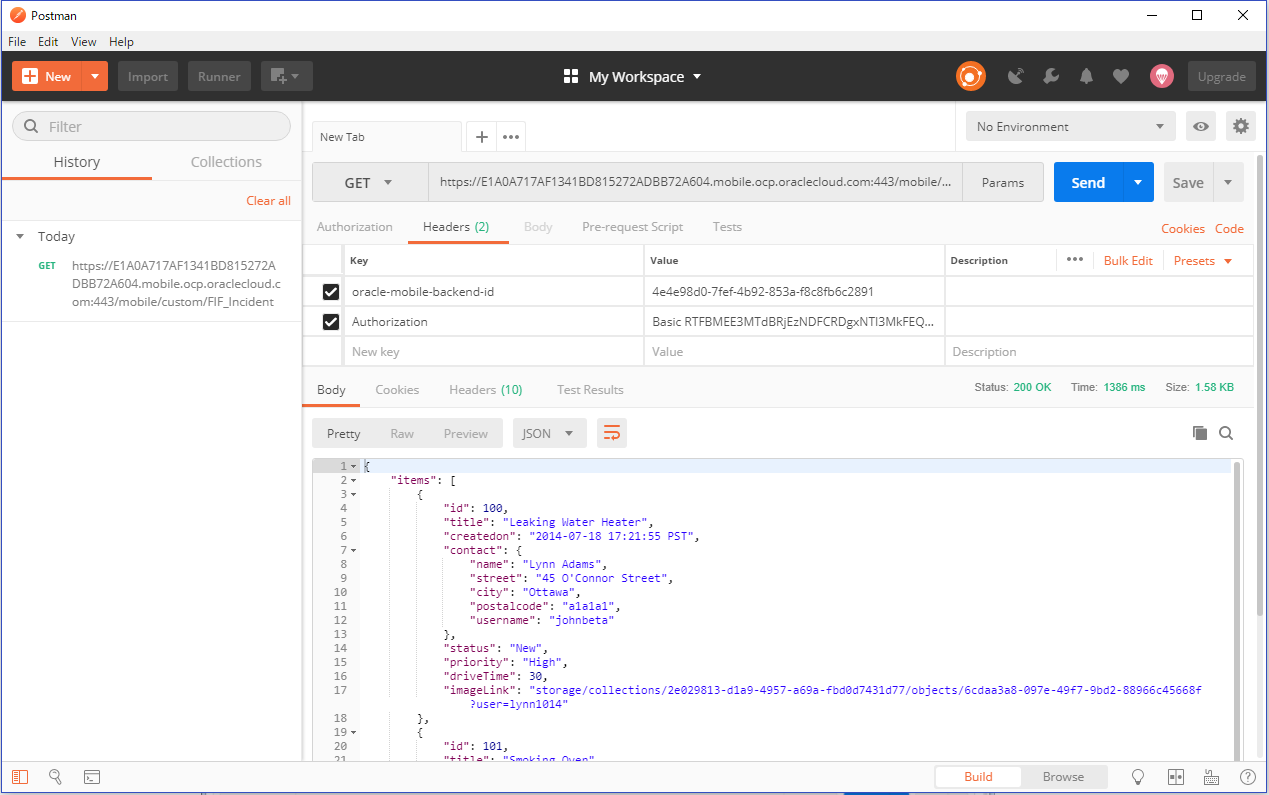 Postman
File Edit View Help
New Import Runner My Workspace Upgrade
Filter
History Collections
Clear all
Today
GET https://E1A0A717AF1341BD815272A
DBB72A604.mobile.ocp.oraclecloud.c
om:443/mobile/custom/FIF_Incident
New Tab
No Environment
GET https://E1A0A717AF1341BD815272ADBB72A604.mobile.ocp.oraclecloud.com:443/mobile/... Params Send Save
Authorization Headers (2) Body Pre-request Script Tests Cookies Code
Key Value Description Bulk Edit Presets
oracle-mobile-backend-id 4e4e98d0-7fef-4b92-853a-f8c8fb6c2891
Authorization Basic RTFBMEE3MTdBRjEzNDFCRDgxNTI3MkFEQ...
New key Value Description
Body Cookies Headers (10) Test Results Status: 200 OK Time: 1386 ms Size: 1.58 KB
Pretty Raw Preview JSON
1 {
2 "items": [
3 {
4 "id": 100,
5 "title": "Leaking Water Heater",
6 "createdon": "2014-07-18 17:21:55 PST",
7 "contact": {
8 "name": "Lynn Adams",
9 "street": "45 O'Connor Street",
10 "city": "Ottawa",
11 "postalcode": "a1a1a1",
12 "username": "johnbeta"
13 },
14 "status": "New",
15 "priority": "High",
16 "driveTime": 30,
17 "imageLink": "storage/collections/2e029813-d1a9-4957-a69a-fbd0d7431d77/objects/6cdaa3a8-097e-49f7-9bd2-88966c45668f
?user=lynn1014"
18 },
19 {
20 "id": 101,
21 "title": "Smoking Oven"
Build Browse